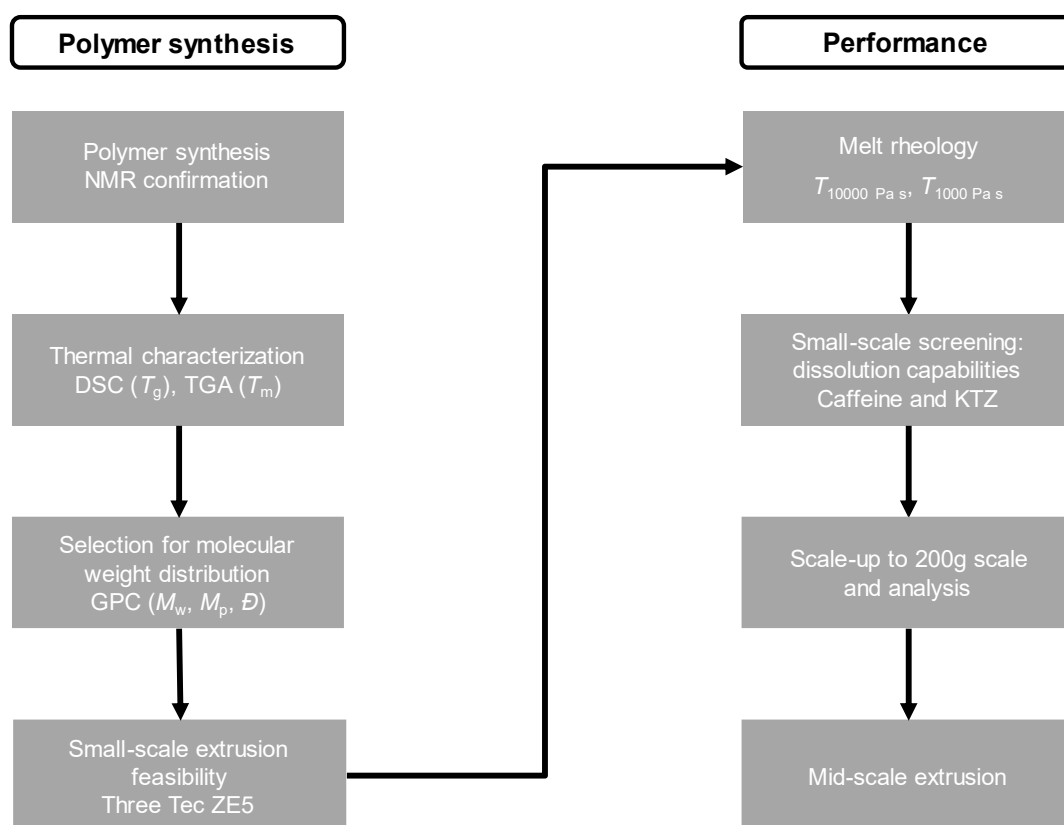 Polymer synthesis
Polymer synthesis
NMR confirmation
Thermal characterization
DSC (Tg), TGA (Tm)
Selection for molecular
weight distribution
GPC (Mw, Mp, Đ)
Small-scale extrusion
feasibility
Three Tec ZE5
Performance
Melt rheology
T10000 Pa s, T1000 Pa s
Small-scale screening:
dissolution capabilities
Caffeine and KTZ
Scale-up to 200g scale
and analysis
Mid-scale extrusion